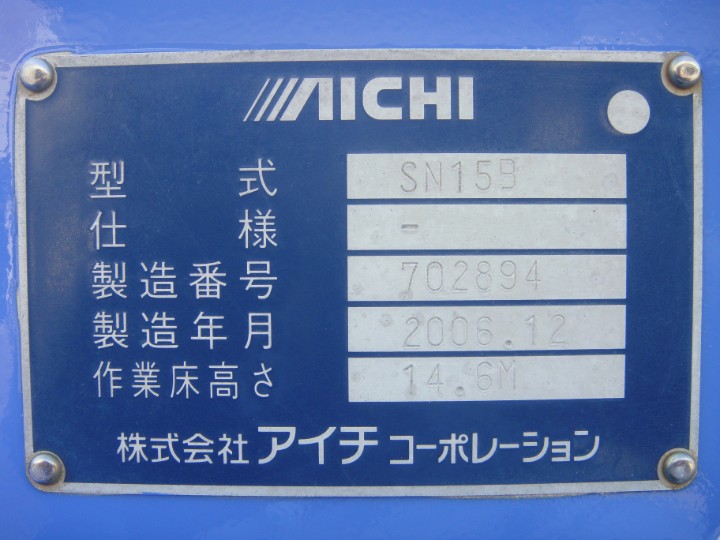 AICHI
型式 SN15B
仕様 -
製造番号 702894
製造年月 2006.12
作業床高さ 14.6M
株式会社 アイチ コーポレーション